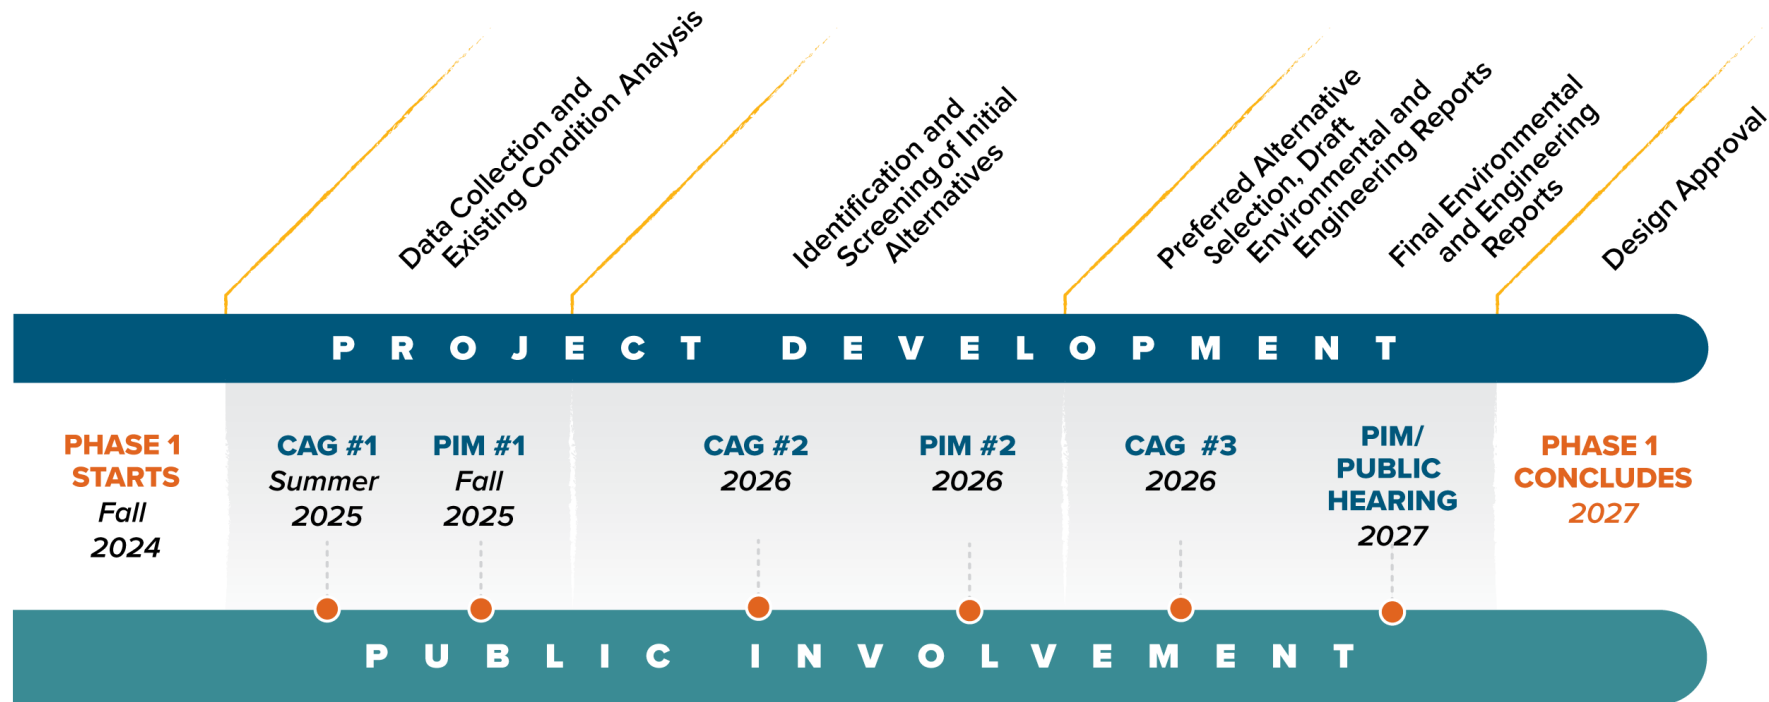 Data Collection and
Existing Condition Analysis
Identification and
Screening of Initial
Alternatives
Preferred Alternative
Selection, Draft
Environmental and
Engineering Reports
Final Environmental
and Engineering
Reports
Design Approval
PROJECT DEVELOPMENT
PHASE 1
STARTS
Fall
2024
CAG #1
Summer
2025
PIM #1
Fall
2025
CAG #2
2026
PIM #2
2026
CAG #3
2026
PIM/
PUBLIC
HEARING
2027
PHASE 1
CONCLUDES
2027
PUBLIC INVOLVEMENT